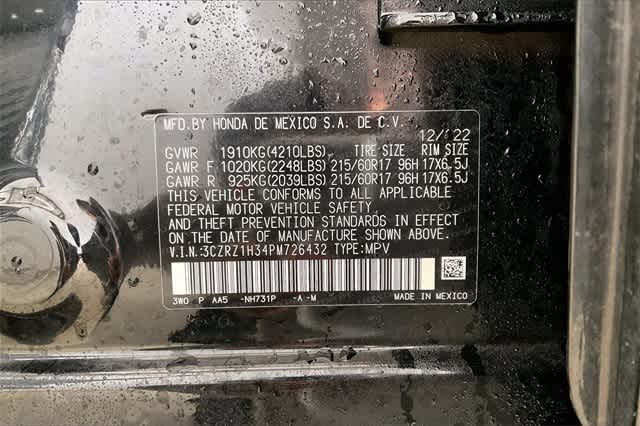 MFD.BY HONDA DE MEXICO S.A. DE C.V.
12/'22
GVWR 1910KG(4210LBS) TIRE SIZE RIM SIZE
GAWR F 1020KG(2248LBS) 215/60R17 96H 17X6.5J
GAWR R 925KG(2039LBS) 215/60R17 96H 17X6.5J
THIS VEHICLE CONFORMS TO ALL APPLICABLE
FEDERAL MOTOR VEHICLE SAFETY
AND THEFT PREVENTION STANDARDS IN EFFECT
ON THE DATE OF MANUFACTURE SHOWN ABOVE.
V.I.N.:3CZRZ1H34PM726432 TYPE:MPV
3W0 P AA5 -NH731P -A-M MADE IN MEXICO